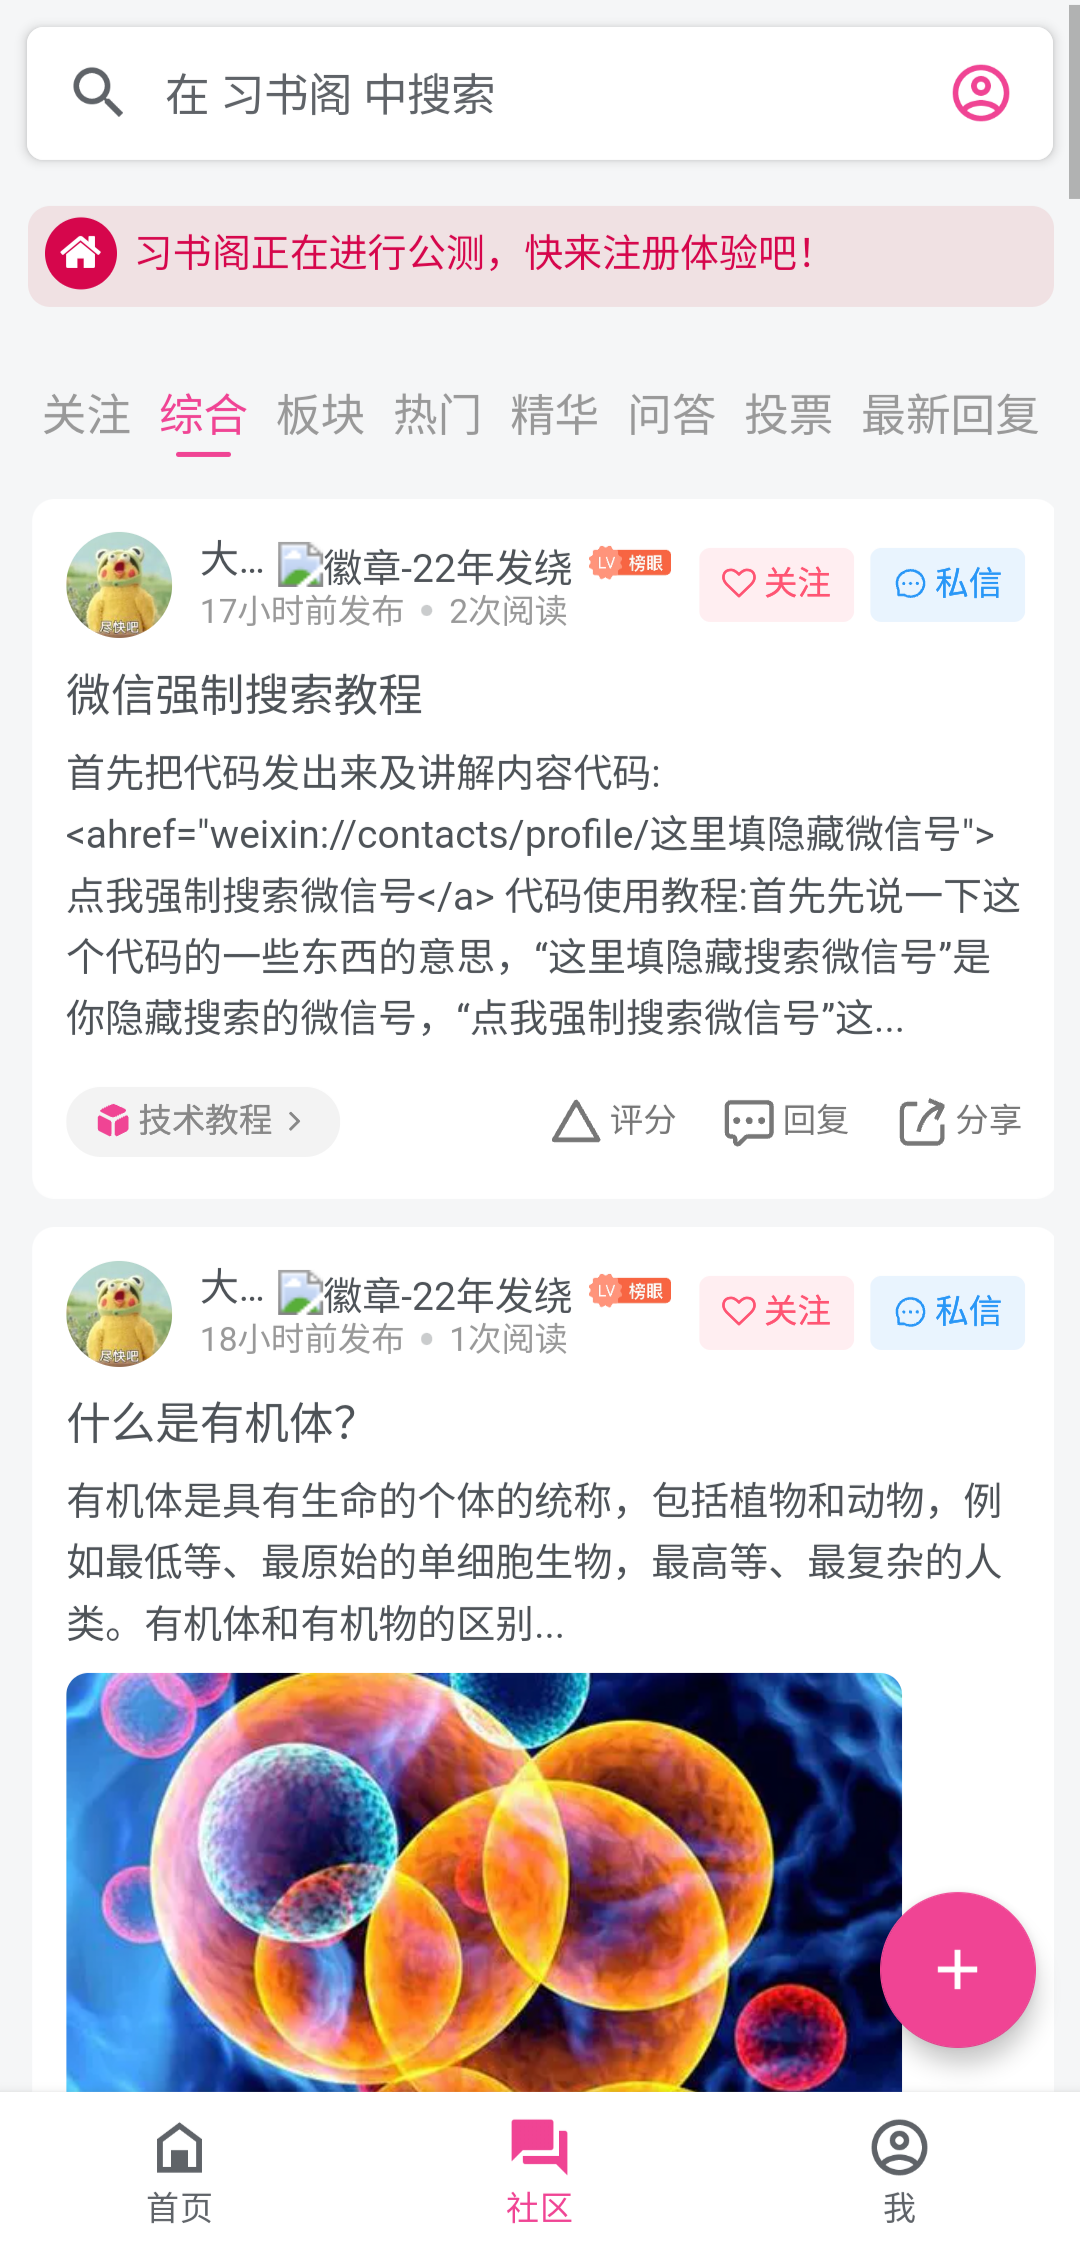 在 习书阁 中搜索
习书阁正在进行公测，快来注册体验吧！
关注 综合 板块 热门 精华 问答 投票 最新回复
大... 徽章-22年发绕 LV 榜眼 关注 私信
17小时前发布 • 2次阅读
尽快吧
微信强制搜索教程
首先把代码发出来及讲解内容代码:
<ahref="weixin://contacts/profile/这里填隐藏微信号">
点我强制搜索微信号</a> 代码使用教程:首先先说一下这
个代码的一些东西的意思，“这里填隐藏搜索微信号”是
你隐藏搜索的微信号，“点我强制搜索微信号”这...
技术教程 > 评分 回复 分享
大... 徽章-22年发绕 LV 榜眼 关注 私信
18小时前发布 • 1次阅读
尽快吧
什么是有机体？
有机体是具有生命的个体的统称，包括植物和动物，例
如最低等、最原始的单细胞生物，最高等、最复杂的人
类。有机体和有机物的区别...
首页 社区 我